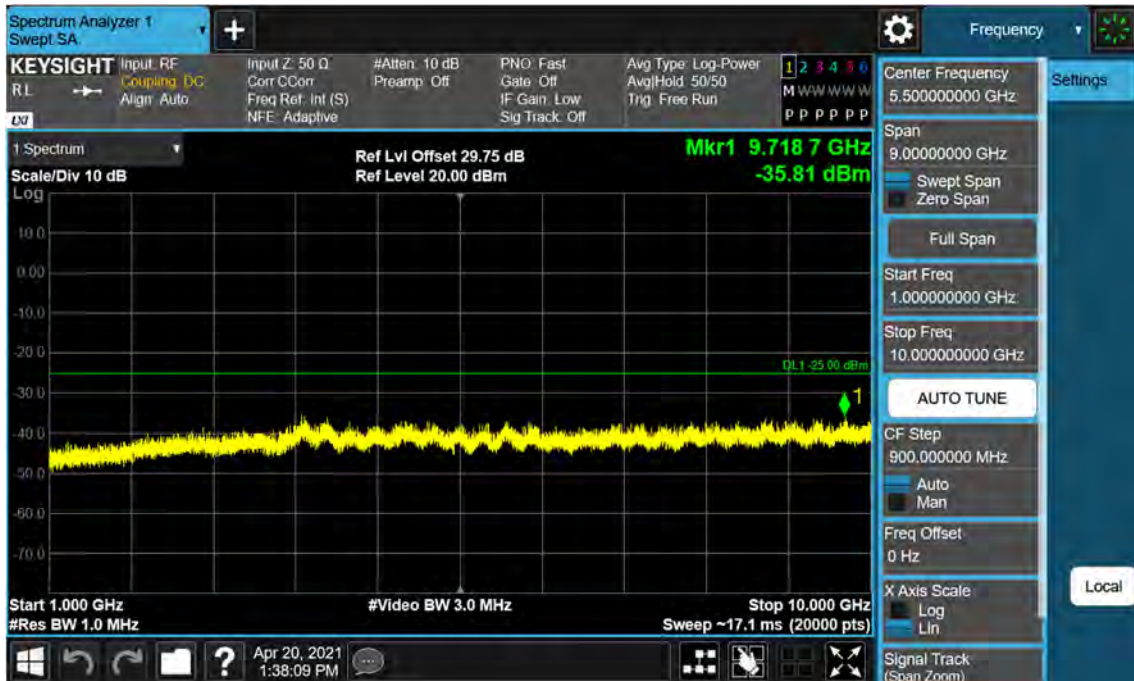 Spectrum Analyzer 1
Swept SA
+
Frequency
KEYSIGHT
RL
LXI
Input: RF
Coupling: DC
Align: Auto
Input Z: 50 Ω
Corr CCorr
Freq Ref: Int (S)
NFE: Adaptive
#Atten: 10 dB
Preamp: Off
PNO: Fast
Gate: Off
IF Gain: Low
Sig Track: Off
Avg Type: Log-Power
Avg|Hold: 50/50
Trig: Free Run
1 2 3 4 5 6
M W W W W W
P P P P P P
1 Spectrum
Scale/Div 10 dB
Ref Lvl Offset 29.75 dB
Ref Level 20.00 dBm
Mkr1 9.718 7 GHz
-35.81 dBm
Log
10.0
0.00
-10.0
-20.0
-30.0
-40.0
-50.0
-60.0
-70.0
DL1 -25.00 dBm
1
Start 1.000 GHz
#Res BW 1.0 MHz
#Video BW 3.0 MHz
Stop 10.000 GHz
Sweep ~17.1 ms (20000 pts)
Center Frequency
5.500000000 GHz
Span
9.00000000 GHz
Swept Span
Zero Span
Full Span
Start Freq
1.000000000 GHz
Stop Freq
10.000000000 GHz
AUTO TUNE
CF Step
900.000000 MHz
Auto
Man
Freq Offset
0 Hz
X Axis Scale
Log
Lin
Signal Track
(Span Zoom)
Settings
Local
?
Apr 20, 2021
1:38:09 PM